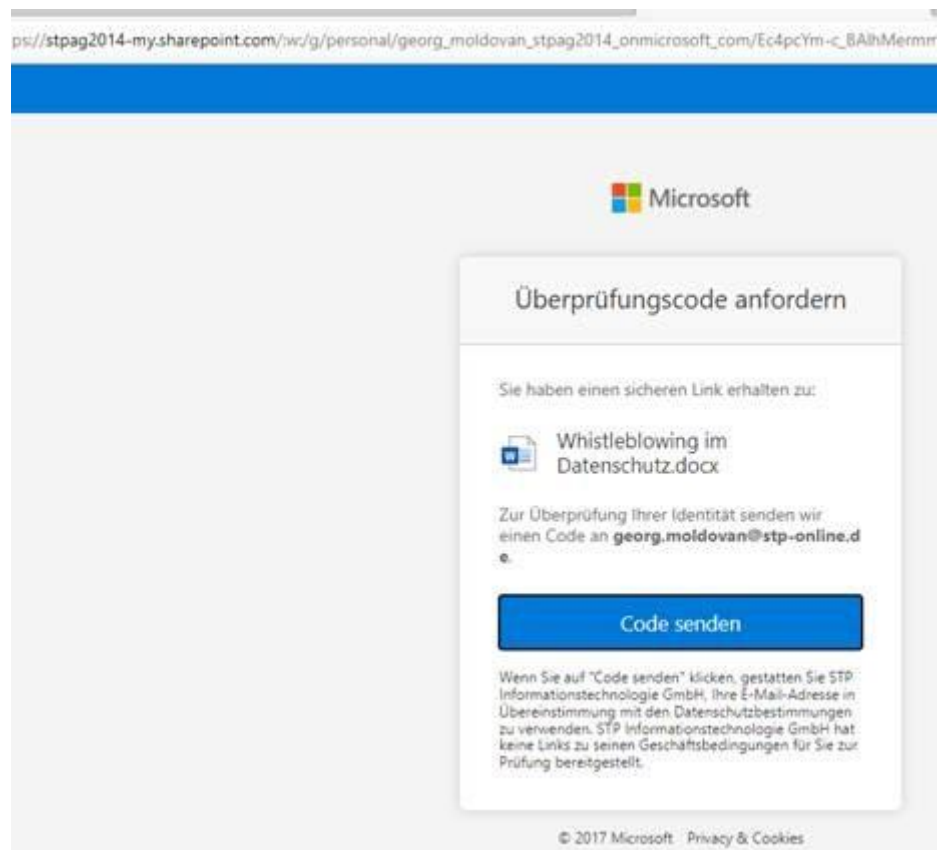 ps://stpag2014-my.sharepoint.com/:w:/g/personal/georg_moldovan_stpag2014_onmicrosoft_com/Ec4pcYm-c_8AlhMermm
Microsoft
Überprüfungscode anfordern
Sie haben einen sicheren Link erhalten zu:
Whistleblowing im
Datenschutz.docx
Zur Überprüfung Ihrer Identität senden wir
einen Code an georg.moldovan@stp-online.d
e.
Code senden
Wenn Sie auf "Code senden" klicken, gestatten Sie STP
Informationstechnologie GmbH, Ihre E-Mail-Adresse in
Übereinstimmung mit den Datenschutzbestimmungen
zu verwenden. STP Informationstechnologie GmbH hat
keine Links zu seinen Geschäftsbedingungen für Sie zur
Prüfung bereitgestellt.
© 2017 Microsoft Privacy & Cookies